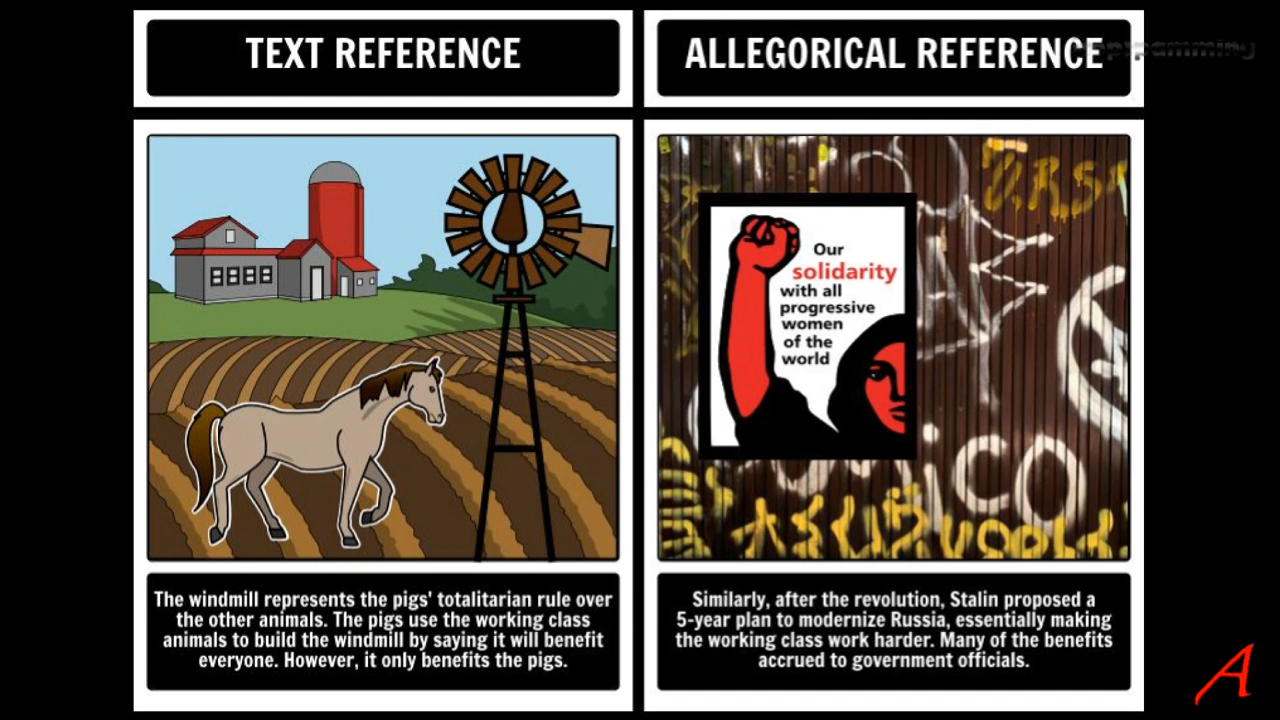 TEXT REFERENCE
ALLEGORICAL REFERENCE
Our
solidarity
with all
progressive
women
of the
world
The windmill represents the pigs' totalitarian rule over
the other animals. The pigs use the working class
animals to build the windmill by saying it will benefit
everyone. However, it only benefits the pigs.
Similarly, after the revolution, Stalin proposed a
5-year plan to modernize Russia, essentially making
the working class work harder. Many of the benefits
accrued to government officials.
A